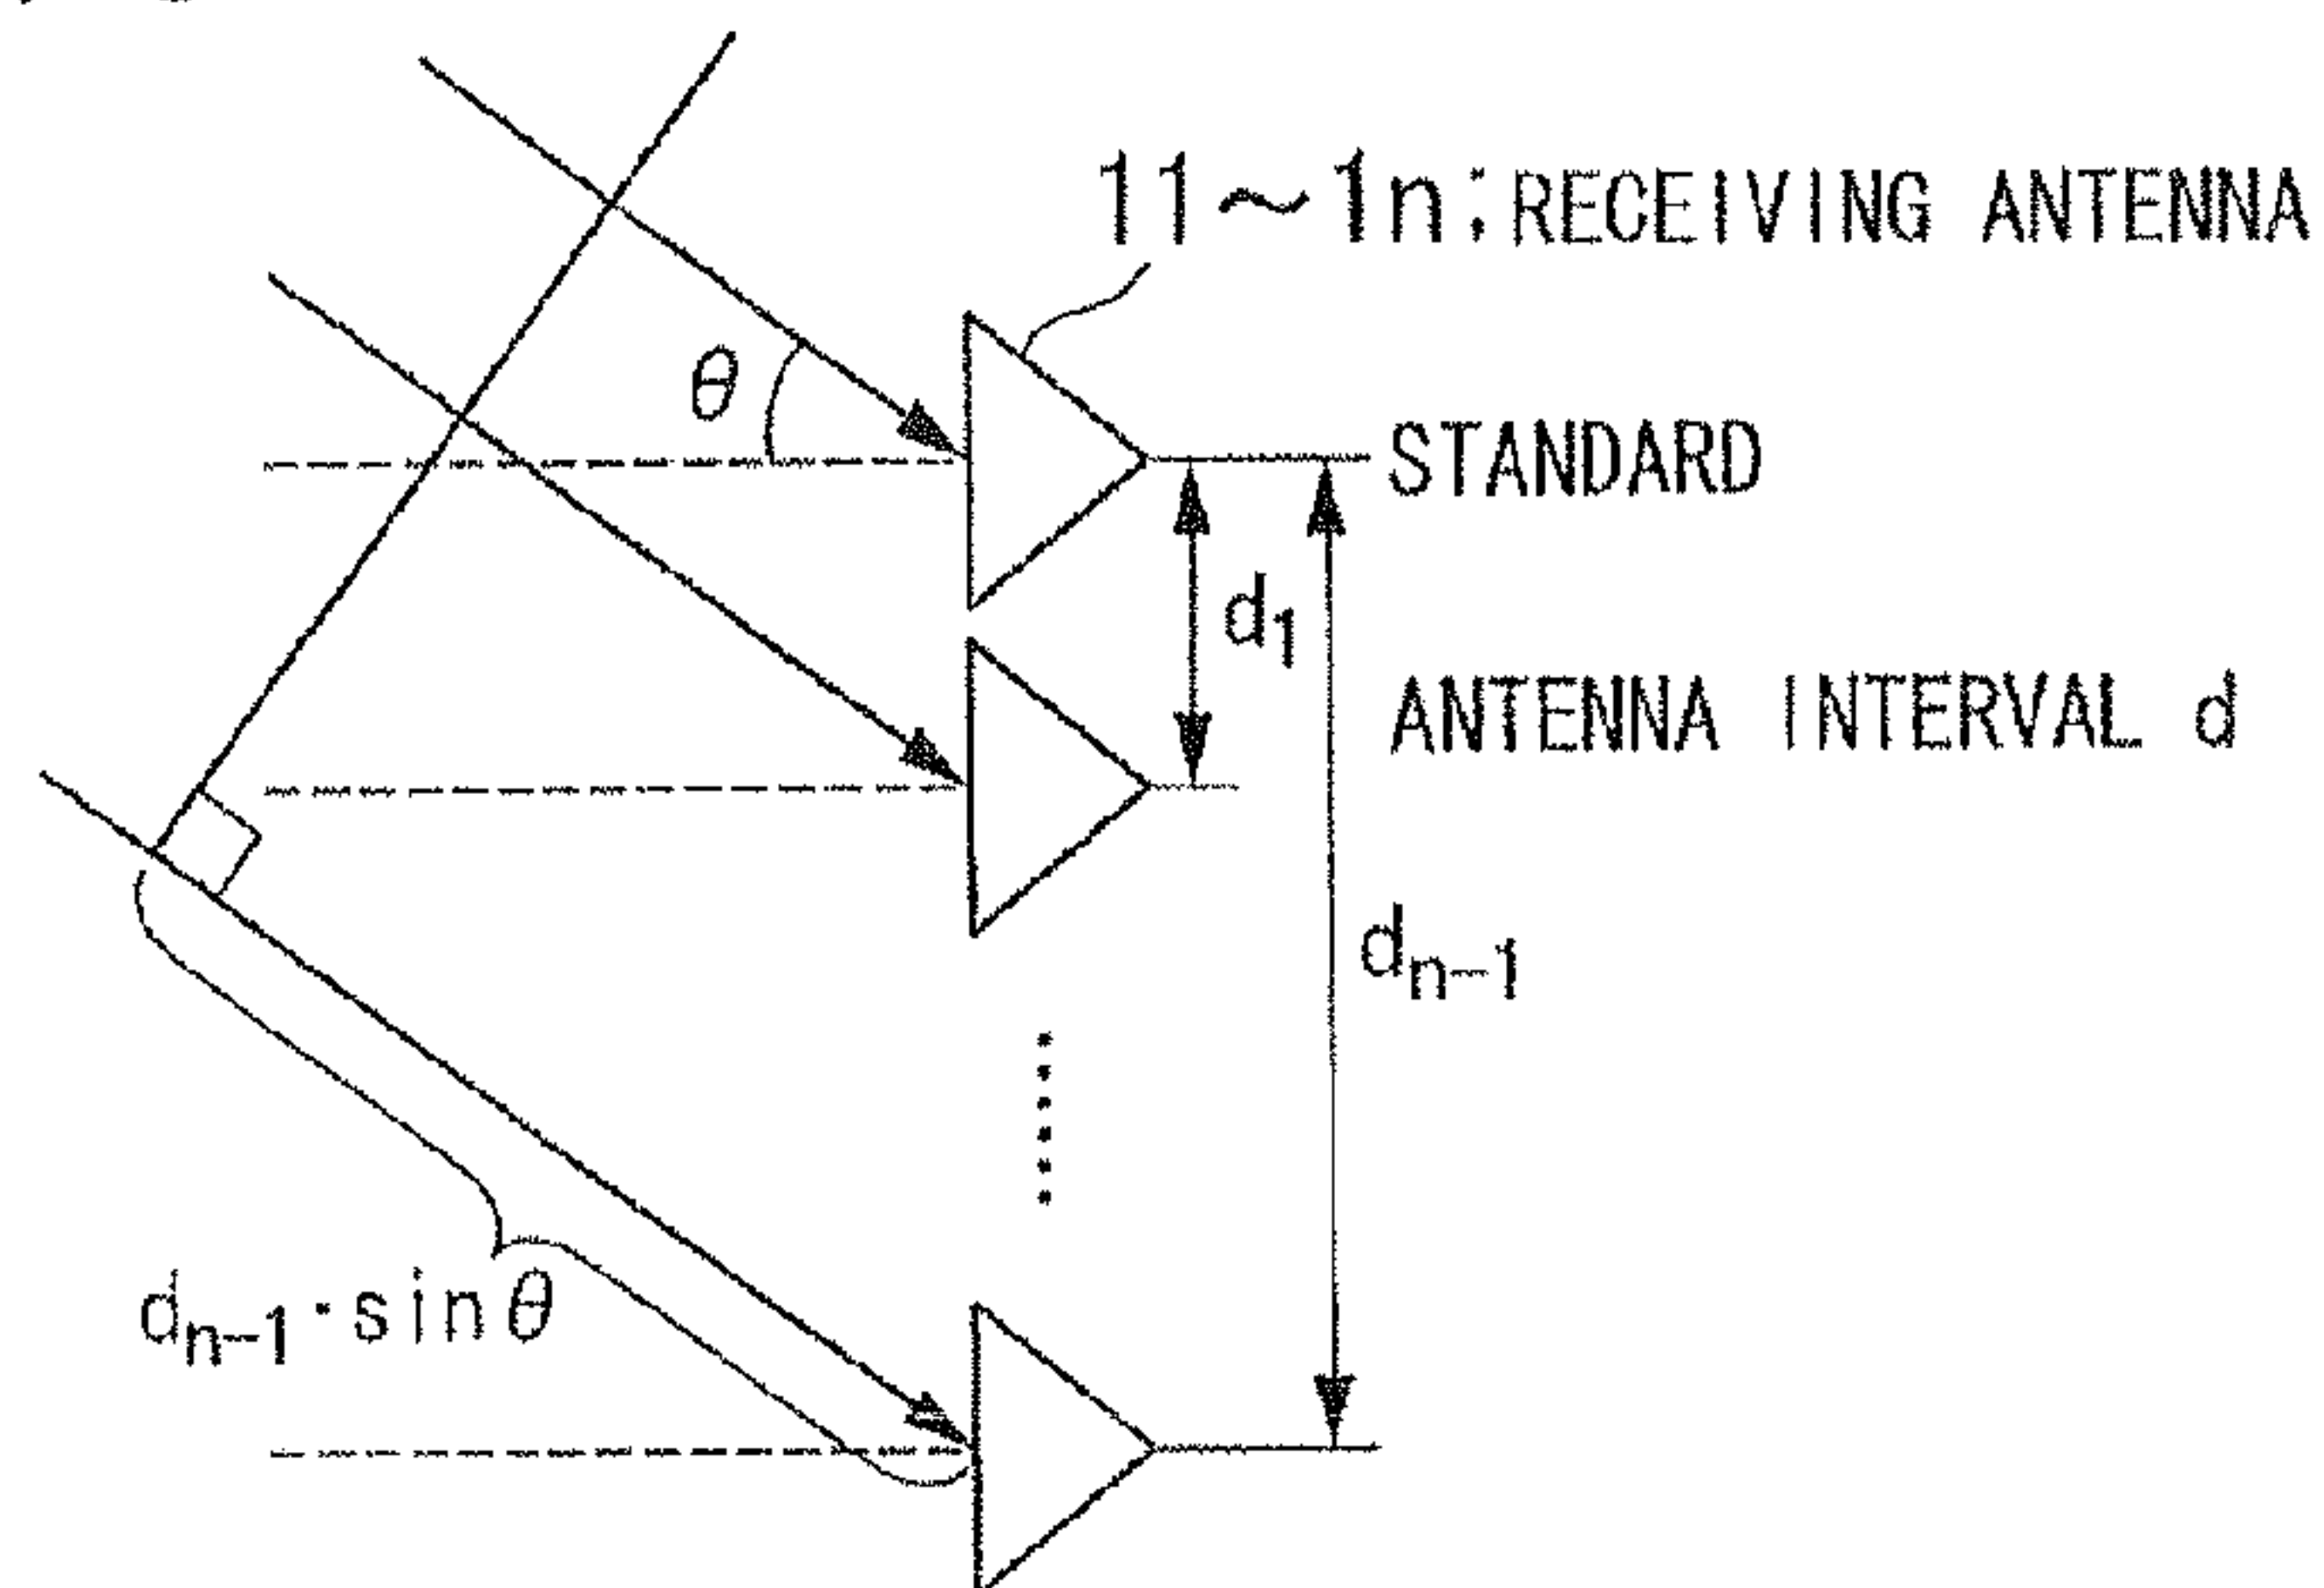 11~1n:RECEIVING ANTENNA
θ
STANDARD
d1
ANTENNA INTERVAL d
dn-1
dn-1·sinθ